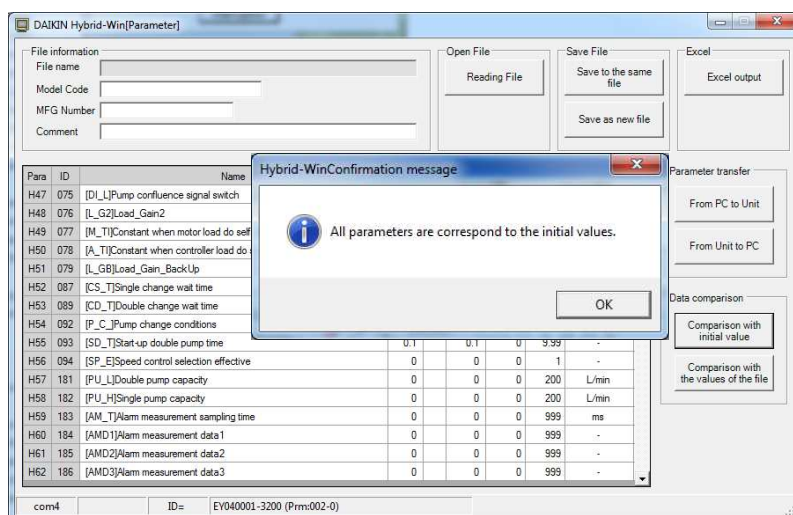 DAIKIN Hybrid-Win[Parameter]
File information
File name
Model Code
MFG Number
Comment
Open File
Reading File
Save File
Save to the same
file
Save as new file
Excel
Excel output
Para ID Name
H47 075 [DI_L]Pump confluence signal switch
H48 076 [L_G2]Load_Gain2
H49 077 [M_TI]Constant when motor load do self
H50 078 [A_TI]Constant when controller load do
H51 079 [L_GB]Load_Gain_BackUp
H52 087 [CS_T]Single change wait time
H53 089 [CD_T]Double change wait time
H54 092 [P_C_]Pump change conditions
H55 093 [SD_T]Start-up double pump time 0.1 0.1 0 9.99 -
H56 094 [SP_E]Speed control selection effective 0 0 0 1 -
H57 181 [PU_L]Double pump capacity 0 0 0 200 L/min
H58 182 [PU_H]Single pump capacity 0 0 0 200 L/min
H59 183 [AM_T]Alarm measurement sampling time 0 0 0 999 ms
H60 184 [AMD1]Alarm measurement data1 0 0 0 999 -
H61 185 [AMD2]Alarm measurement data2 0 0 0 999 -
H62 186 [AMD3]Alarm measurement data3 0 0 0 999 -
Hybrid-WinConfirmation message
All parameters are correspond to the initial values.
OK
Parameter transfer
From PC to Unit
From Unit to PC
Data comparison
Comparison with
initial value
Comparison with
the values of the file
com4 ID= EY040001-3200 (Prm:002-0)